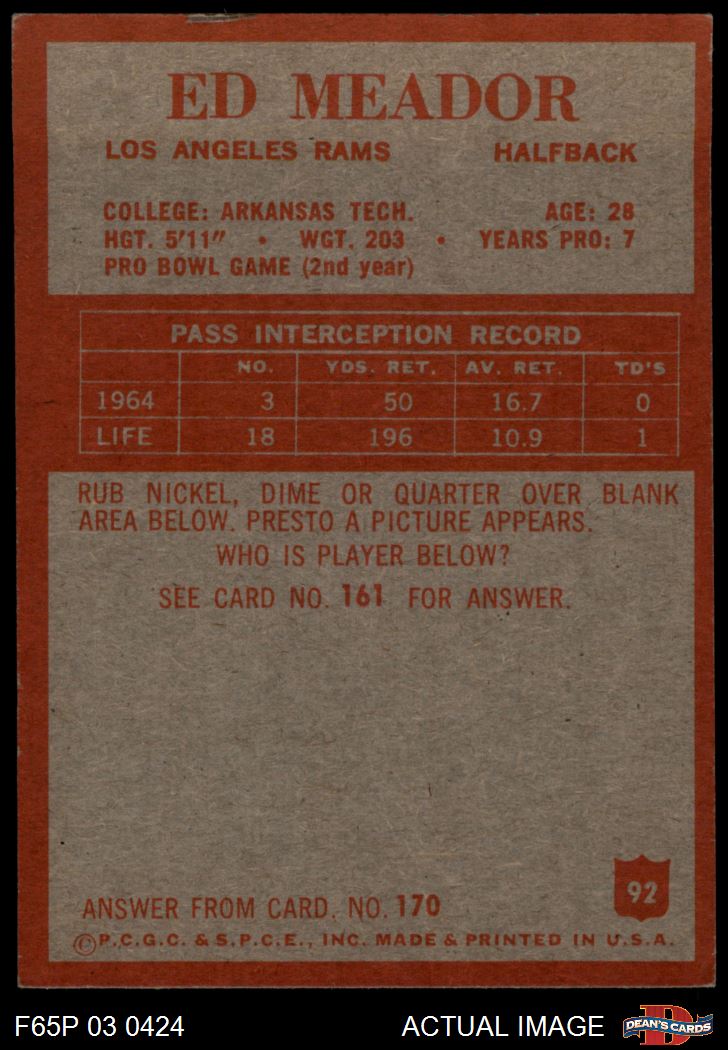 ED MEADOR
LOS ANGELES RAMS HALFBACK
COLLEGE: ARKANSAS TECH. AGE: 28
HGT. 5'11" • WGT. 203 • YEARS PRO: 7
PRO BOWL GAME (2nd year)
PASS INTERCEPTION RECORD
NO. YDS. RET. AV. RET. TD'S
1964 3 50 16.7 0
LIFE 18 196 10.9 1
RUB NICKEL, DIME OR QUARTER OVER BLANK
AREA BELOW. PRESTO A PICTURE APPEARS.
WHO IS PLAYER BELOW?
SEE CARD NO. 161 FOR ANSWER.
92
ANSWER FROM CARD. NO. 170
©P.C.G.C. & S.P.C.E., INC. MADE & PRINTED IN U.S.A.
F65P 03 0424 ACTUAL IMAGE D DEAN'S CARDS